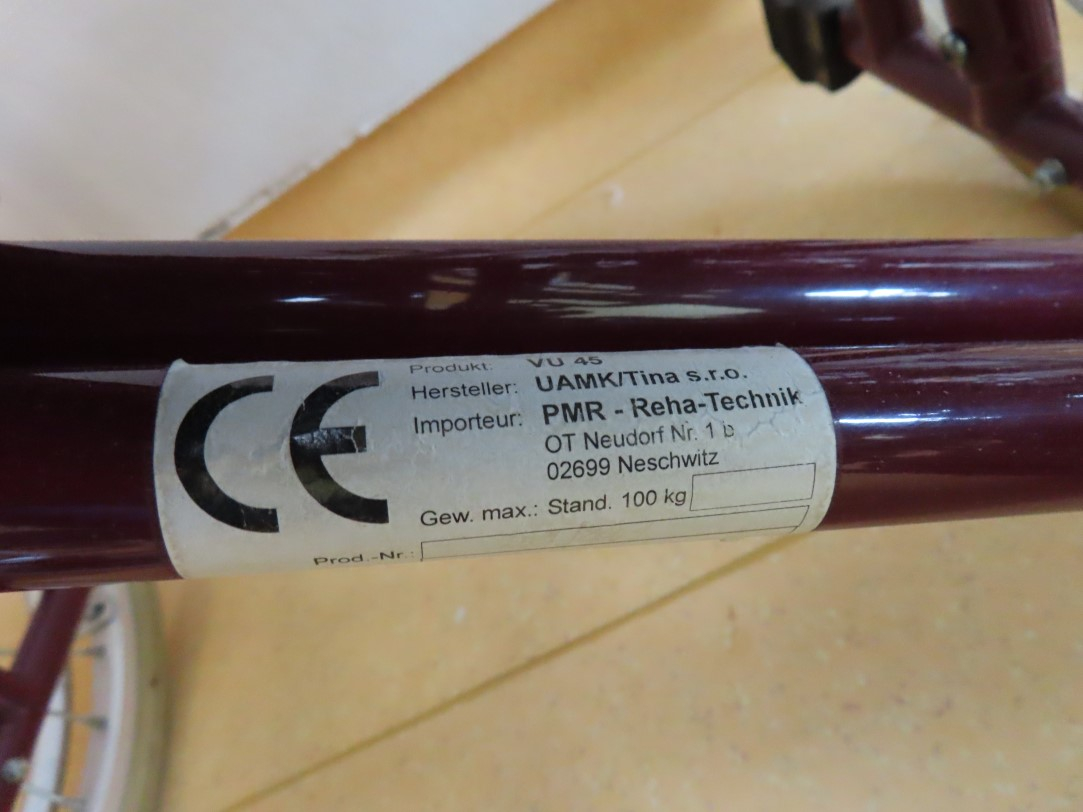 CE
Produkt: VU 45
Hersteller: UAMK/Tina s.r.o.
Importeur: PMR - Reha-Technik
OT Neudorf Nr. 1 b
02699 Neschwitz
Gew. max.: Stand. 100 kg
Prod.-Nr.: